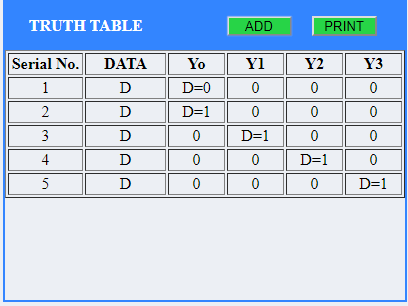 TRUTH TABLE ADD PRINT
Serial No. DATA Yo Y1 Y2 Y3
1 D D=0 0 0 0
2 D D=1 0 0 0
3 D 0 D=1 0 0
4 D 0 0 D=1 0
5 D 0 0 0 D=1